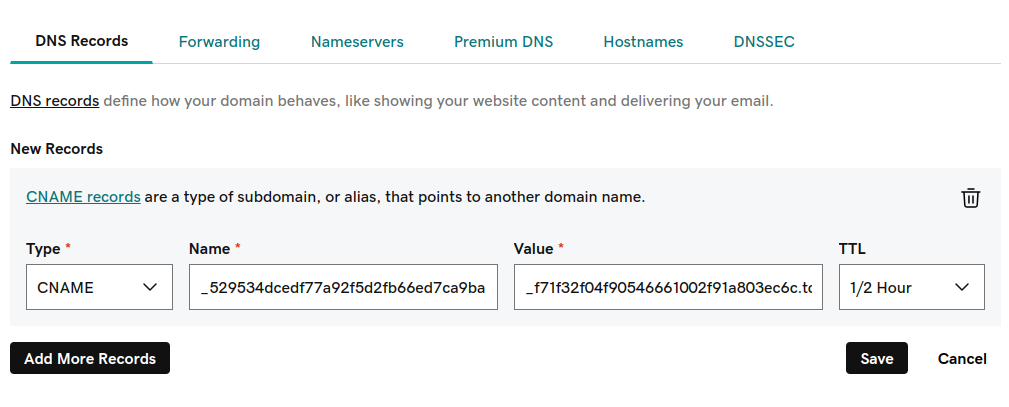 DNS Records Forwarding Nameservers Premium DNS Hostnames DNSSEC
DNS records define how your domain behaves, like showing your website content and delivering your email.
New Records
CNAME records are a type of subdomain, or alias, that points to another domain name.
Type * Name * Value * TTL
CNAME _529534dcedf77a92f5d2fb66ed7ca9ba _f71f32f04f90546661002f91a803ec6c.tc 1/2 Hour
Add More Records Save Cancel